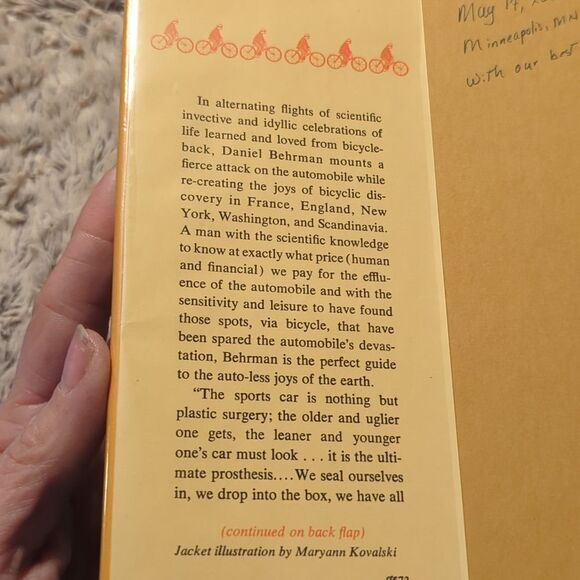 May 14,
Minneapolis, MN
with our best
In alternating flights of scientific
invective and idyllic celebrations of
life learned and loved from bicycle-
back, Daniel Behrman mounts a
fierce attack on the automobile while
re-creating the joys of bicyclic dis-
covery in France, England, New
York, Washington, and Scandinavia.
A man with the scientific knowledge
to know at exactly what price (human
and financial) we pay for the efflu-
ence of the automobile and with the
sensitivity and leisure to have found
those spots, via bicycle, that have
been spared the automobile's devas-
tation, Behrman is the perfect guide
to the auto-less joys of the earth.
"The sports car is nothing but
plastic surgery; the older and uglier
one gets, the leaner and younger
one's car must look . . . it is the ulti-
mate prosthesis....We seal ourselves
in, we drop into the box, we have all
(continued on back flap)
Jacket illustration by Maryann Kovalski